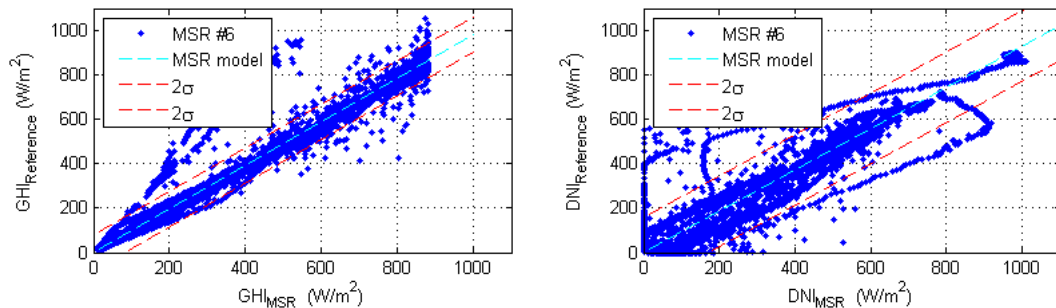 MSR #6
MSR model
2σ
2σ
1000
800
600
400
200
0
GHI_Reference (W/m²)
0 200 400 600 800 1000
GHI_MSR (W/m²)
MSR #6
MSR model
2σ
2σ
1000
800
600
400
200
0
DNI_Reference (W/m²)
0 200 400 600 800 1000
DNI_MSR (W/m²)